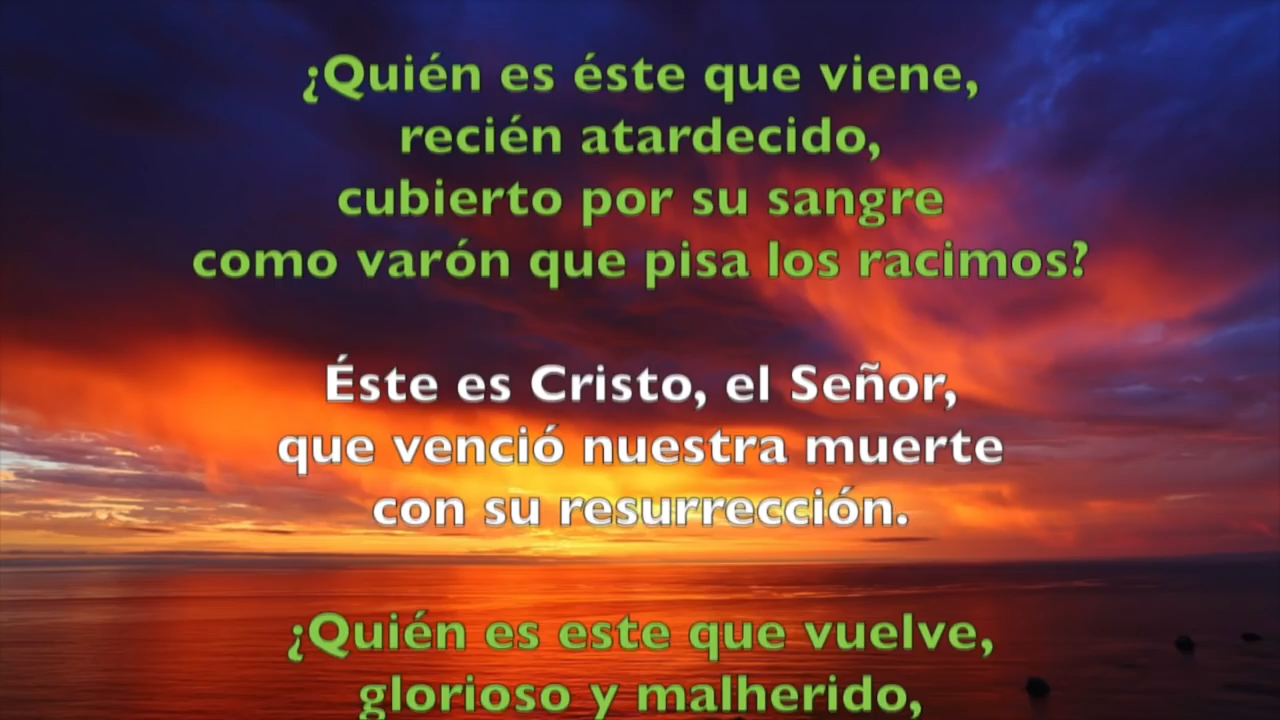 ¿Quién es éste que viene,
recién atardecido,
cubierto por su sangre
como varón que pisa los racimos?
Éste es Cristo, el Señor,
que venció nuestra muerte
con su resurrección.
¿Quién es este que vuelve,
glorioso y malherido,